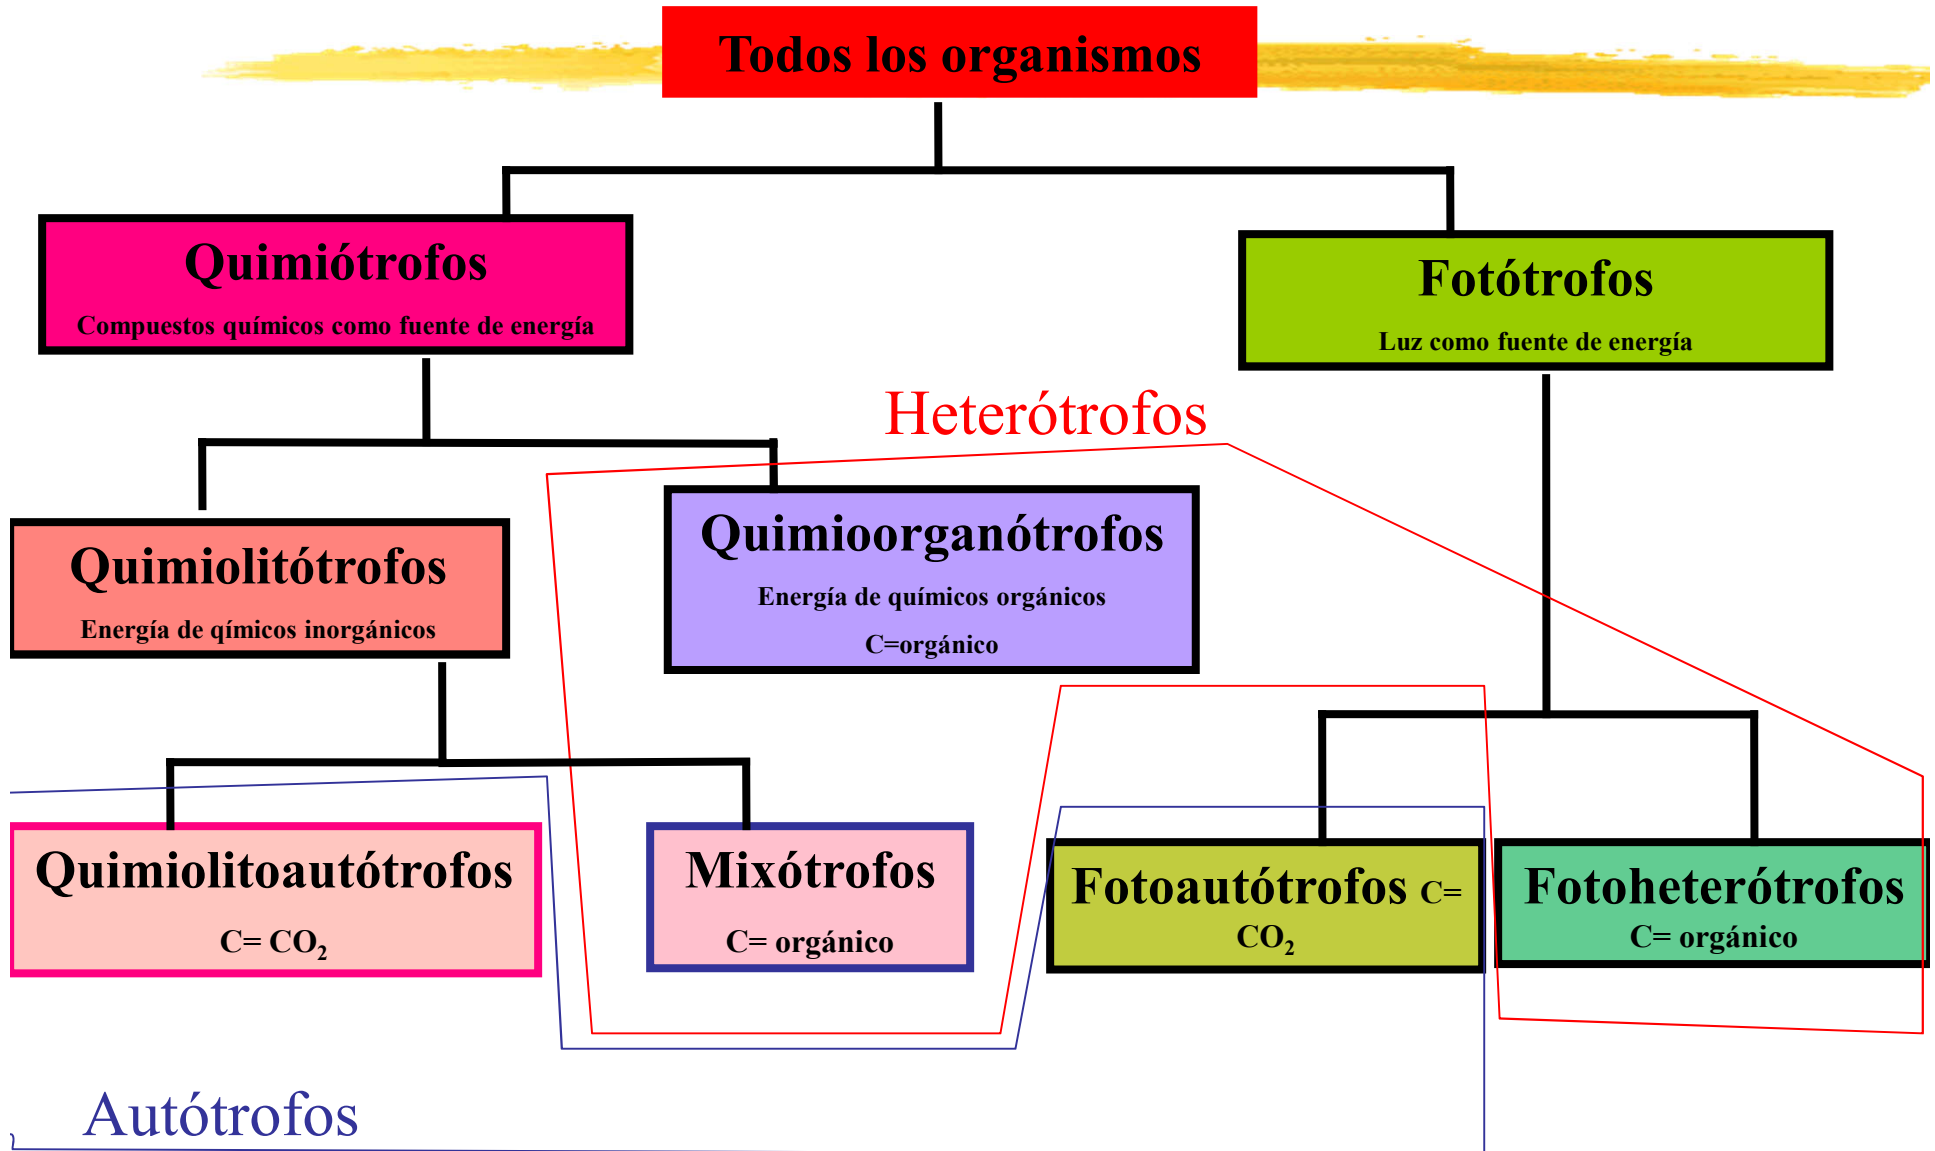 Todos los organismos
Quimiótrofos
Compuestos químicos como fuente de energía
Fotótrofos
Luz como fuente de energía
Heterótrofos
Quimiolitótrofos
Energía de qímicos inorgánicos
Quimioorganótrofos
Energía de químicos orgánicos
C=orgánico
Quimiolitoautótrofos
C= CO₂
Mixótrofos
C= orgánico
Fotoautótrofos C=
CO₂
Fotoheterótrofos
C= orgánico
Autótrofos